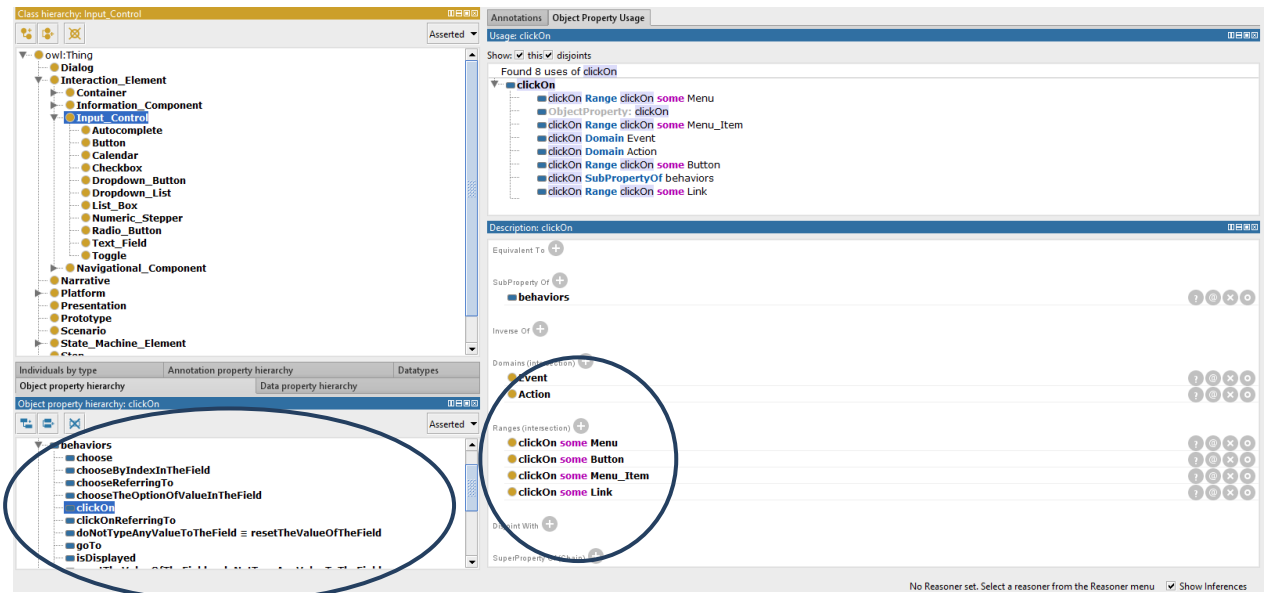 Class hierarchy: Input_Control
Asserted
owl:Thing
Dialog
Interaction_Element
Container
Information_Component
Input_Control
Autocomplete
Button
Calendar
Checkbox
Dropdown_Button
Dropdown_List
List_Box
Numeric_Stepper
Radio_Button
Text_Field
Toggle
Navigational_Component
Narrative
Platform
Presentation
Prototype
Scenario
State_Machine_Element
Individuals by type Annotation property hierarchy Datatypes
Object property hierarchy Data property hierarchy
Object property hierarchy: clickOn
Asserted
behaviors
choose
chooseByIndexInTheField
chooseReferringTo
chooseTheOptionOfValueInTheField
clickOn
clickOnReferringTo
doNotTypeAnyValueToTheField ≡ resetTheValueOfTheField
goTo
isDisplayed
Annotations Object Property Usage
Usage: clickOn
Show: this disjoints
Found 8 uses of clickOn
clickOn
clickOn Range clickOn some Menu
ObjectProperty: clickOn
clickOn Range clickOn some Menu_Item
clickOn Domain Event
clickOn Domain Action
clickOn Range clickOn some Button
clickOn SubPropertyOf behaviors
clickOn Range clickOn some Link
Description: clickOn
Equivalent To
SubProperty Of
behaviors
Inverse Of
Domains (intersection)
Event
Action
Ranges (intersection)
clickOn some Menu
clickOn some Button
clickOn some Menu_Item
clickOn some Link
Disjoint With
SuperProperty Of (Chain)
No Reasoner set. Select a reasoner from the Reasoner menu Show Inferences